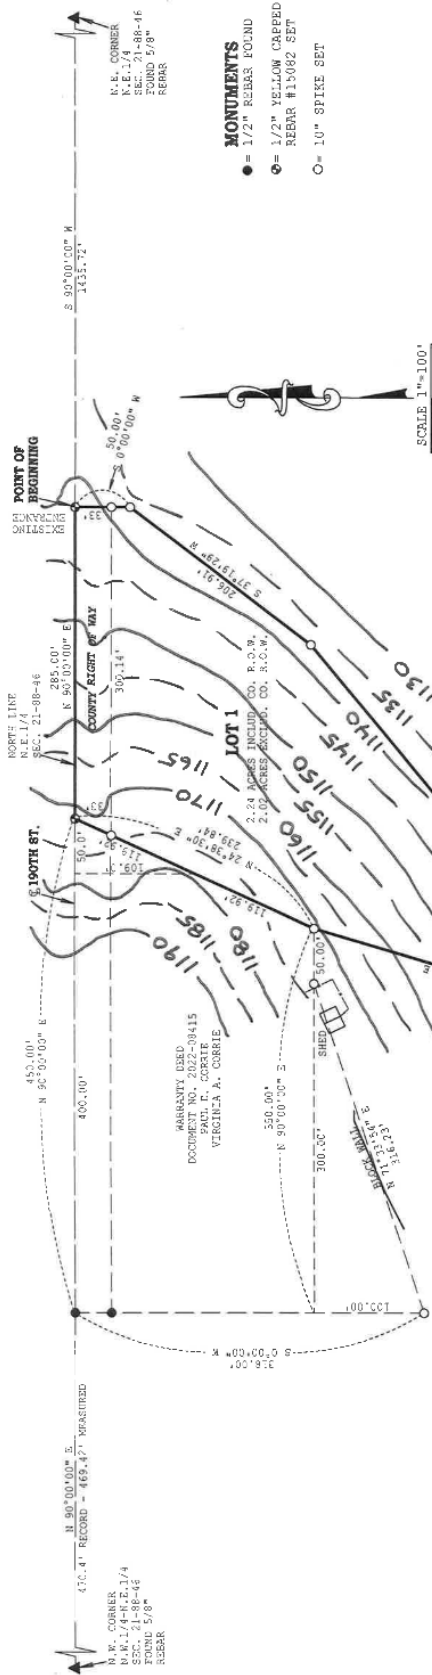 N.W. CORNER
N.W.1/4-N.E.1/4
SEC. 21-88-46
FOUND 5/8"
REBAR
N 90°00'00" E
470.4' RECORD - 469.42' MEASURED
450.00'
N 90°00'00" E
400.00'
50.0'
190TH ST.
NORTH LINE
N.E.1/4
SEC. 21-88-46
285.00'
N 90°00'00" E
COUNTY RIGHT OF WAY
300.14'
EXISTING
ENTRANCE
POINT OF
BEGINNING
33'
33'
50.00'
S 0°00'00" W
S 90°00'00" W
1435.72'
N.E. CORNER
N.E.1/4
SEC. 21-88-46
FOUND 5/8"
REBAR
MONUMENTS
= 1/2" REBAR FOUND
= 1/2" YELLOW CAPPED
REBAR #15082 SET
= 10" SPIKE SET
SCALE 1"=100'
S 37°19'29" W
206.91'
LOT 1
2.24 ACRES INCLUD. CO. R.O.W.
2.02 ACRES EXCLUD. CO. R.O.W.
N 24°38'30" E
239.84'
119.92'
119.92'
WARRANTY DEED
DOCUMENT NO. 2022-08415
PAUL E. CORRIE
VIRGINIA A. CORRIE
350.00'
N 90°00'00" E
300.00'
50.00'
SHED
BLOCK WALL
N 71°33'54" E
316.23'
100.00'
318.00'
S 0°00'00" W
1190
1185
1180
1170
1165
1160
1155
1150
1145
1140
1135
1130